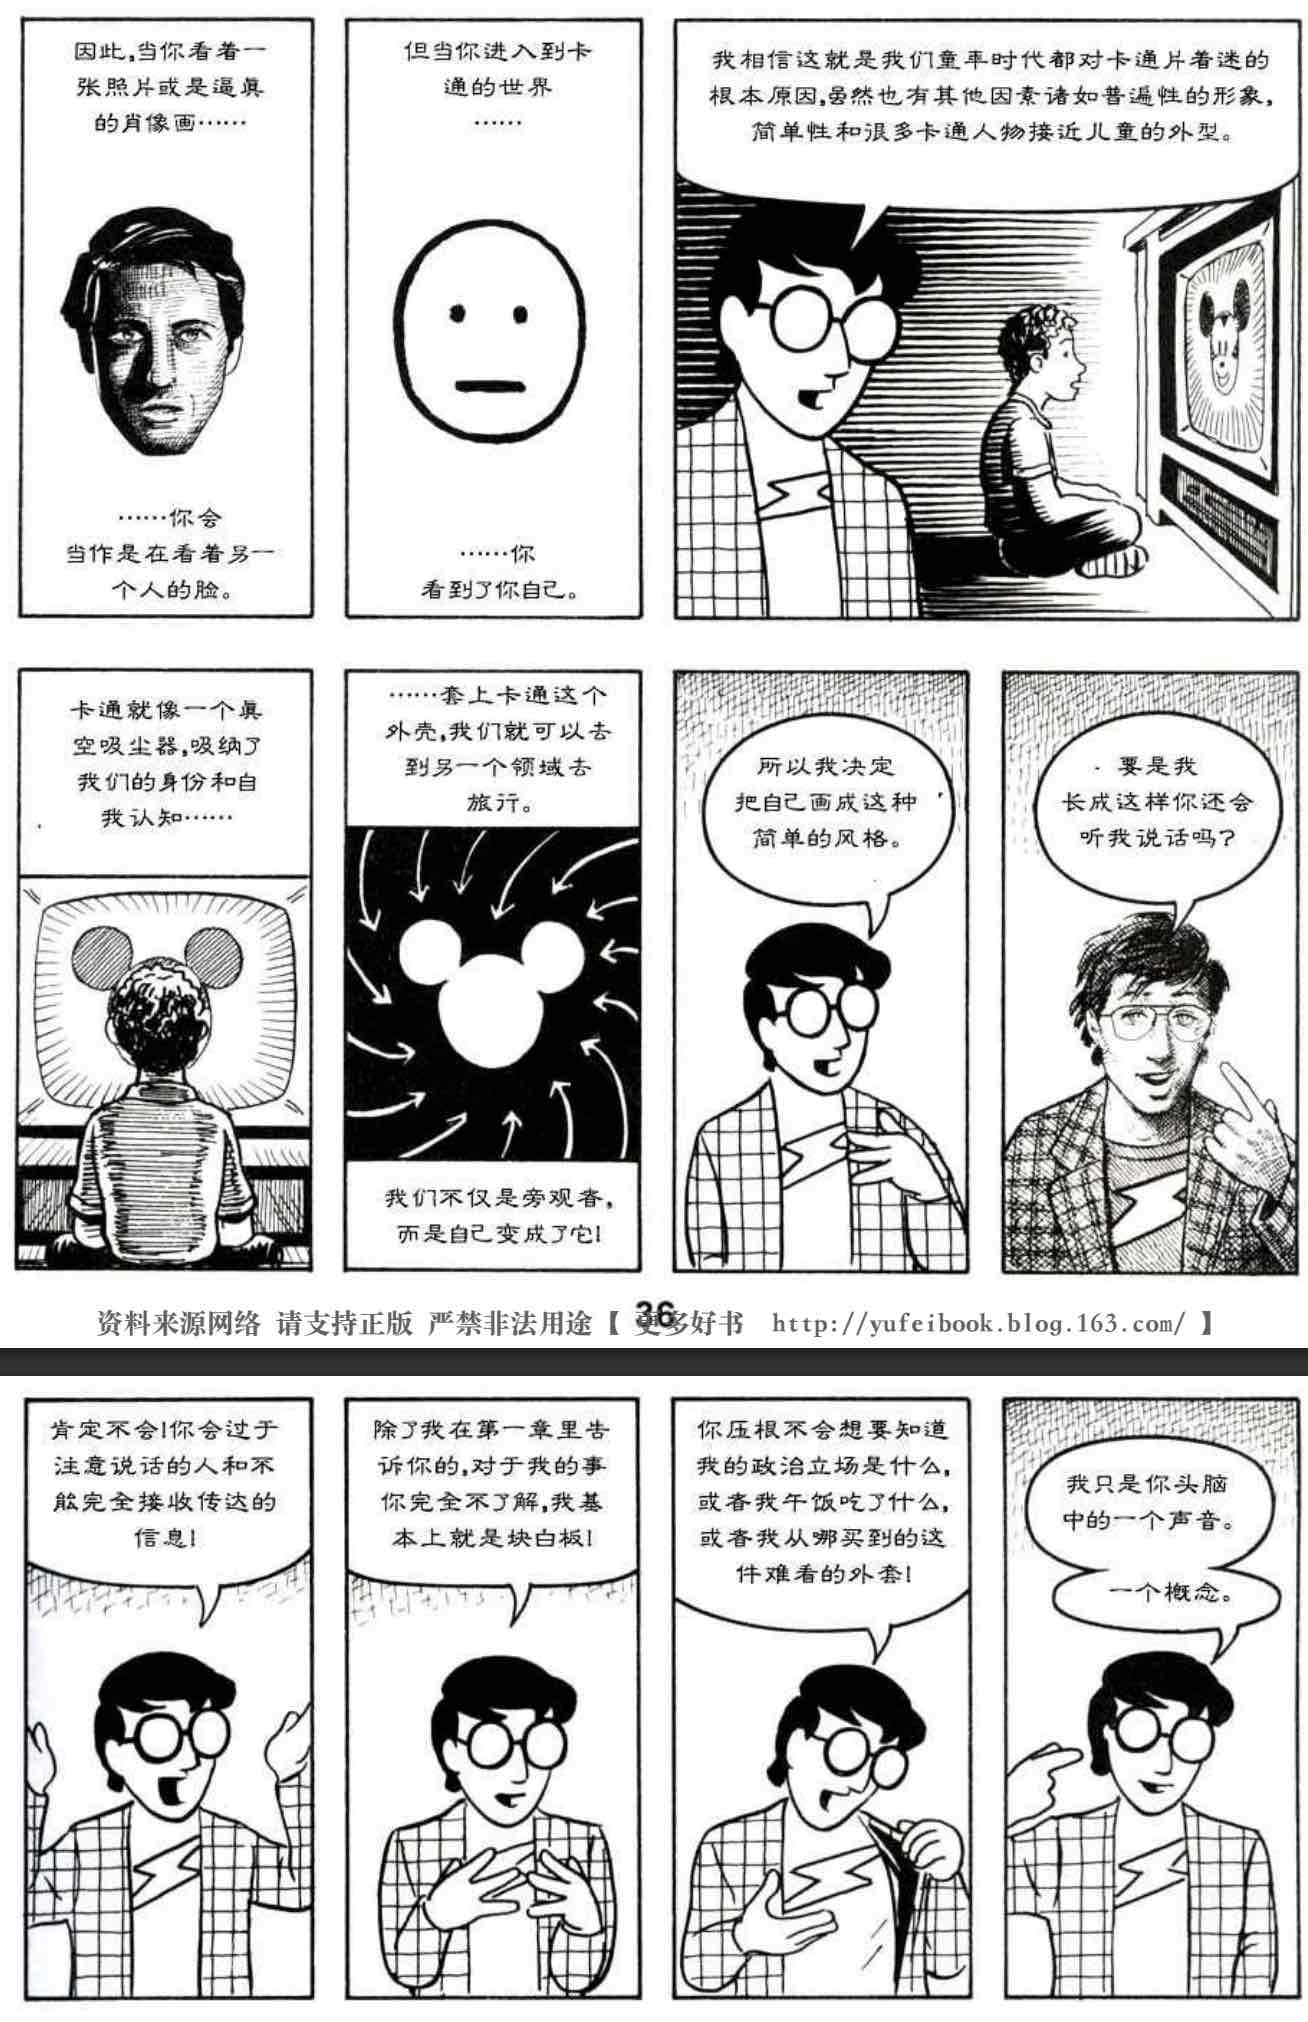 因此,当你看着一
张照片或是逼真
的肖像画……
……你会
当作是在看着另一
个人的脸。
但当你进入到卡
通的世界
……
……你
看到了你自己。
我相信这就是我们童年时代都对卡通片着迷的
根本原因,虽然也有其他因素诸如普遍性的形象,
简单性和很多卡通人物接近儿童的外型。
卡通就像一个真
空吸尘器,吸纳了
我们的身份和自
我认知……
……套上卡通这个
外壳,我们就可以去
到另一个领域去
旅行。
我们不仅是旁观者,
而是自己变成了它!
所以我决定
把自己画成这种
简单的风格。
要是我
长成这样你还会
听我说话吗?
36
资料来源网络 请支持正版 严禁非法用途【 更多好书 http://yufeibook.blog.163.com/ 】
肯定不会!你会过于
注意说话的人和不
能完全接收传达的
信息!
除了我在第一章里告
诉你的,对于我的事
你完全不了解,我基
本上就是块白板!
你压根不会想要知道
我的政治立场是什么,
或者我午饭吃了什么,
或者我从哪买到的这
件难看的外套!
我只是你头脑
中的一个声音。
一个概念。